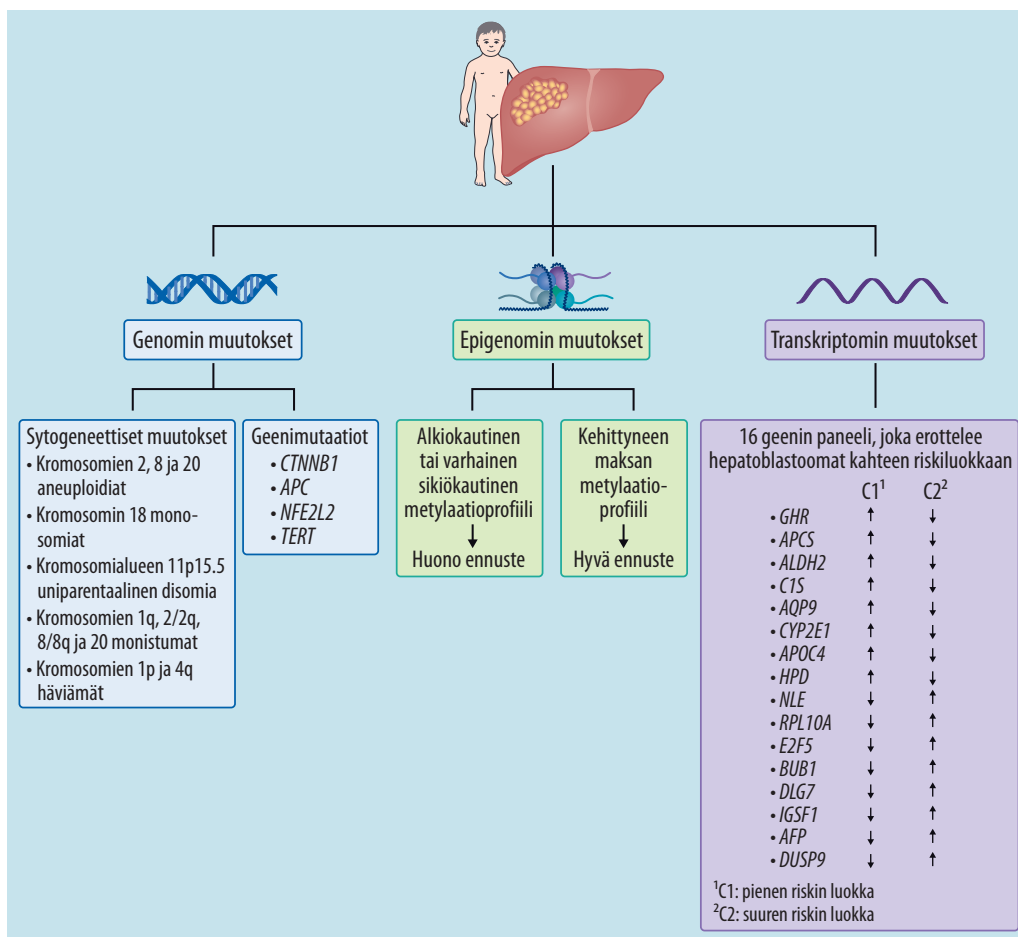 Genomin muutokset
Epigenomin muutokset
Transkriptomin muutokset
Sytogeneettiset muutokset
• Kromosomien 2, 8 ja 20
aneuploidiat
• Kromosomin 18 mono-
somiat
• Kromosomialueen 11p15.5
uniparentaalinen disomia
• Kromosomien 1q, 2/2q,
8/8q ja 20 monistumat
• Kromosomien 1p ja 4q
häviämät
Geenimutaatiot
• CTNNB1
• APC
• NFE2L2
• TERT
Alkiokautinen
tai varhainen
sikiökautinen
metylaatioprofiili
↓
Huono ennuste
Kehittyneen
maksan
metylaatio-
profiili
↓
Hyvä ennuste
16 geenin paneeli, joka erottelee
hepatoblastoomat kahteen riskiluokkaan
C1¹ C2²
• GHR ↑ ↓
• APCS ↑ ↓
• ALDH2 ↑ ↓
• C1S ↑ ↓
• AQP9 ↑ ↓
• CYP2E1 ↑ ↓
• APOC4 ↑ ↓
• HPD ↑ ↓
• NLE ↓ ↑
• RPL10A ↓ ↑
• E2F5 ↓ ↑
• BUB1 ↓ ↑
• DLG7 ↓ ↑
• IGSF1 ↓ ↑
• AFP ↓ ↑
• DUSP9 ↓ ↑
¹C1: pienen riskin luokka
²C2: suuren riskin luokka